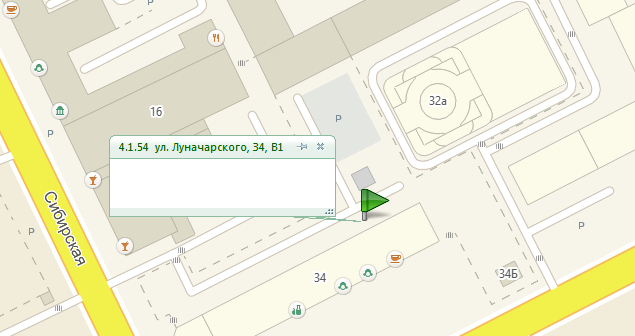 16
32а
P
P
4.1.54 ул. Луначарского, 34, В1
Сибирская
P
P
34
34Б